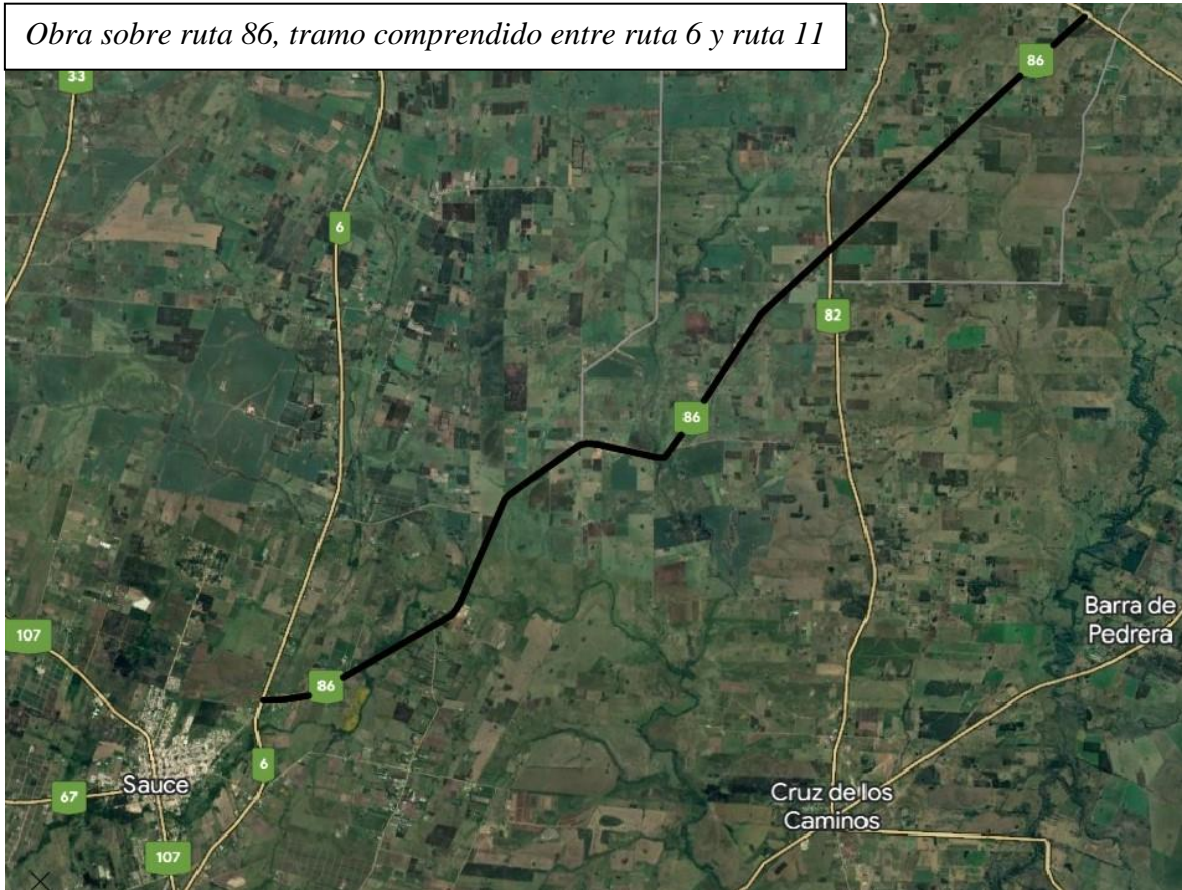 Obra sobre ruta 86, tramo comprendido entre ruta 6 y ruta 11
33
86
6
82
86
107
Barra de
Pedrera
86
6
67
Sauce
Cruz de los
Caminos
107